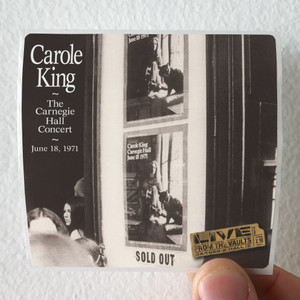 Carole
King
~
The
Carnegie
Hall
Concert
~
June 18, 1971
Carole King
Carnegie Hall
June 18 1971
SOLD OUT
LIVE!
FROM THE VAULTS